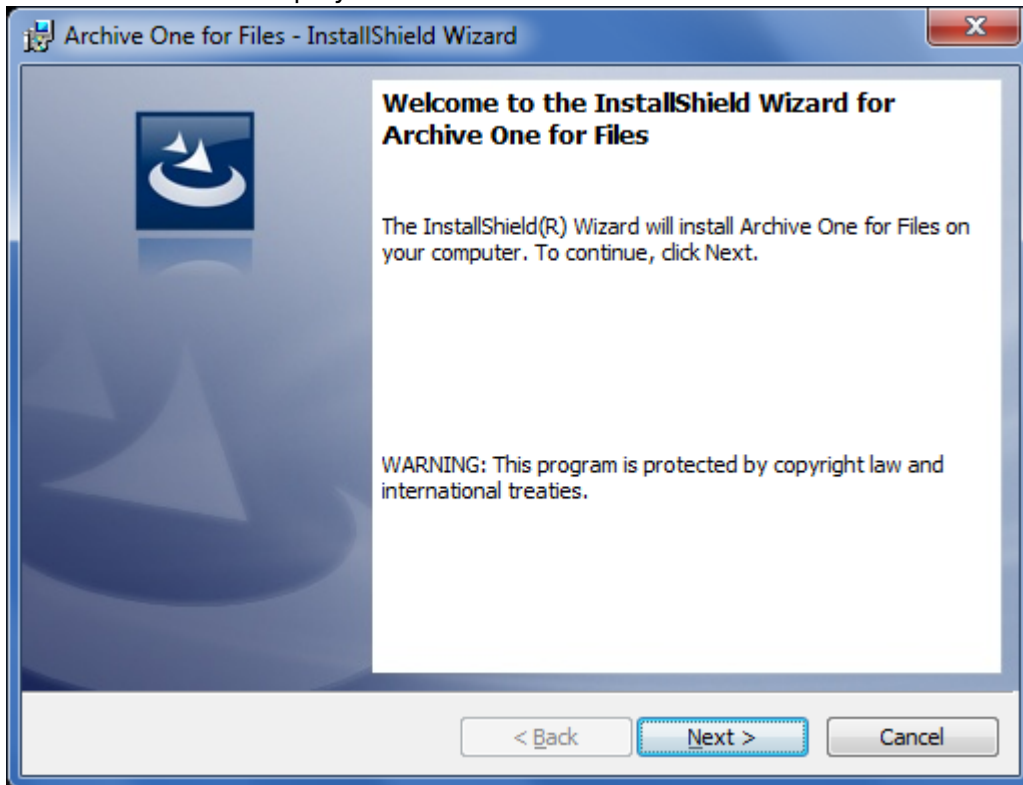 Archive One for Files - InstallShield Wizard
Welcome to the InstallShield Wizard for
Archive One for Files
The InstallShield(R) Wizard will install Archive One for Files on
your computer. To continue, click Next.
WARNING: This program is protected by copyright law and
international treaties.
< Back
Next >
Cancel